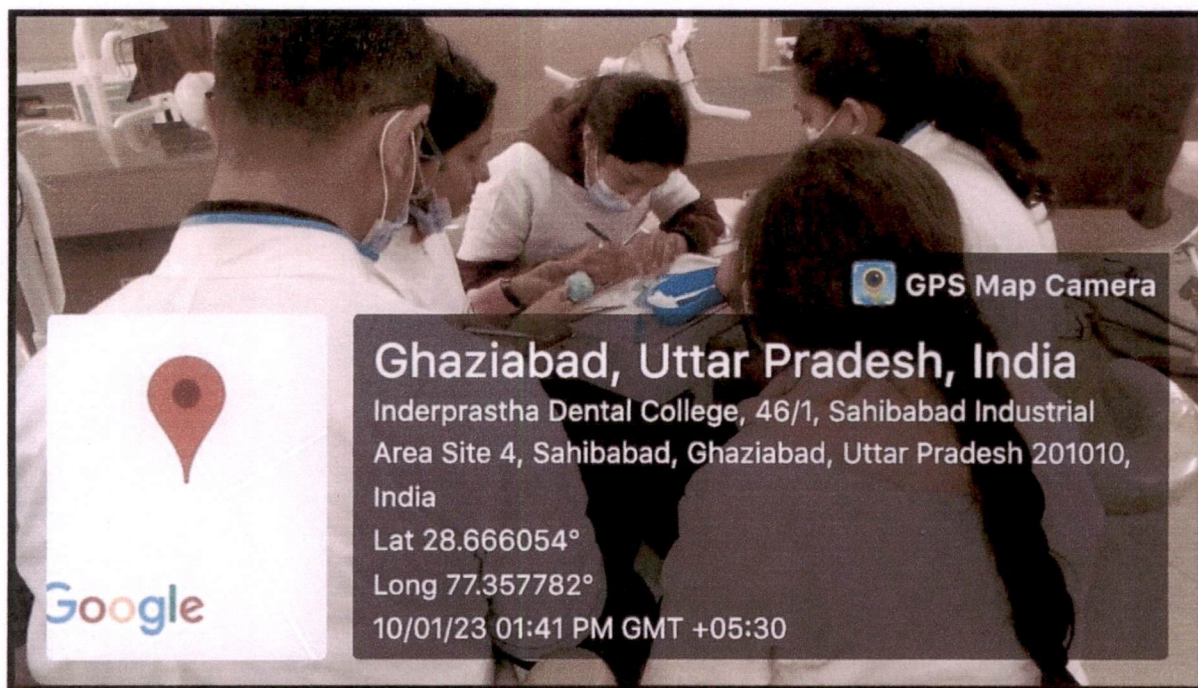 GPS Map Camera
Ghaziabad, Uttar Pradesh, India
Inderprastha Dental College, 46/1, Sahibabad Industrial
Area Site 4, Sahibabad, Ghaziabad, Uttar Pradesh 201010,
India
Lat 28.666054°
Long 77.357782°
10/01/23 01:41 PM GMT +05:30
Google